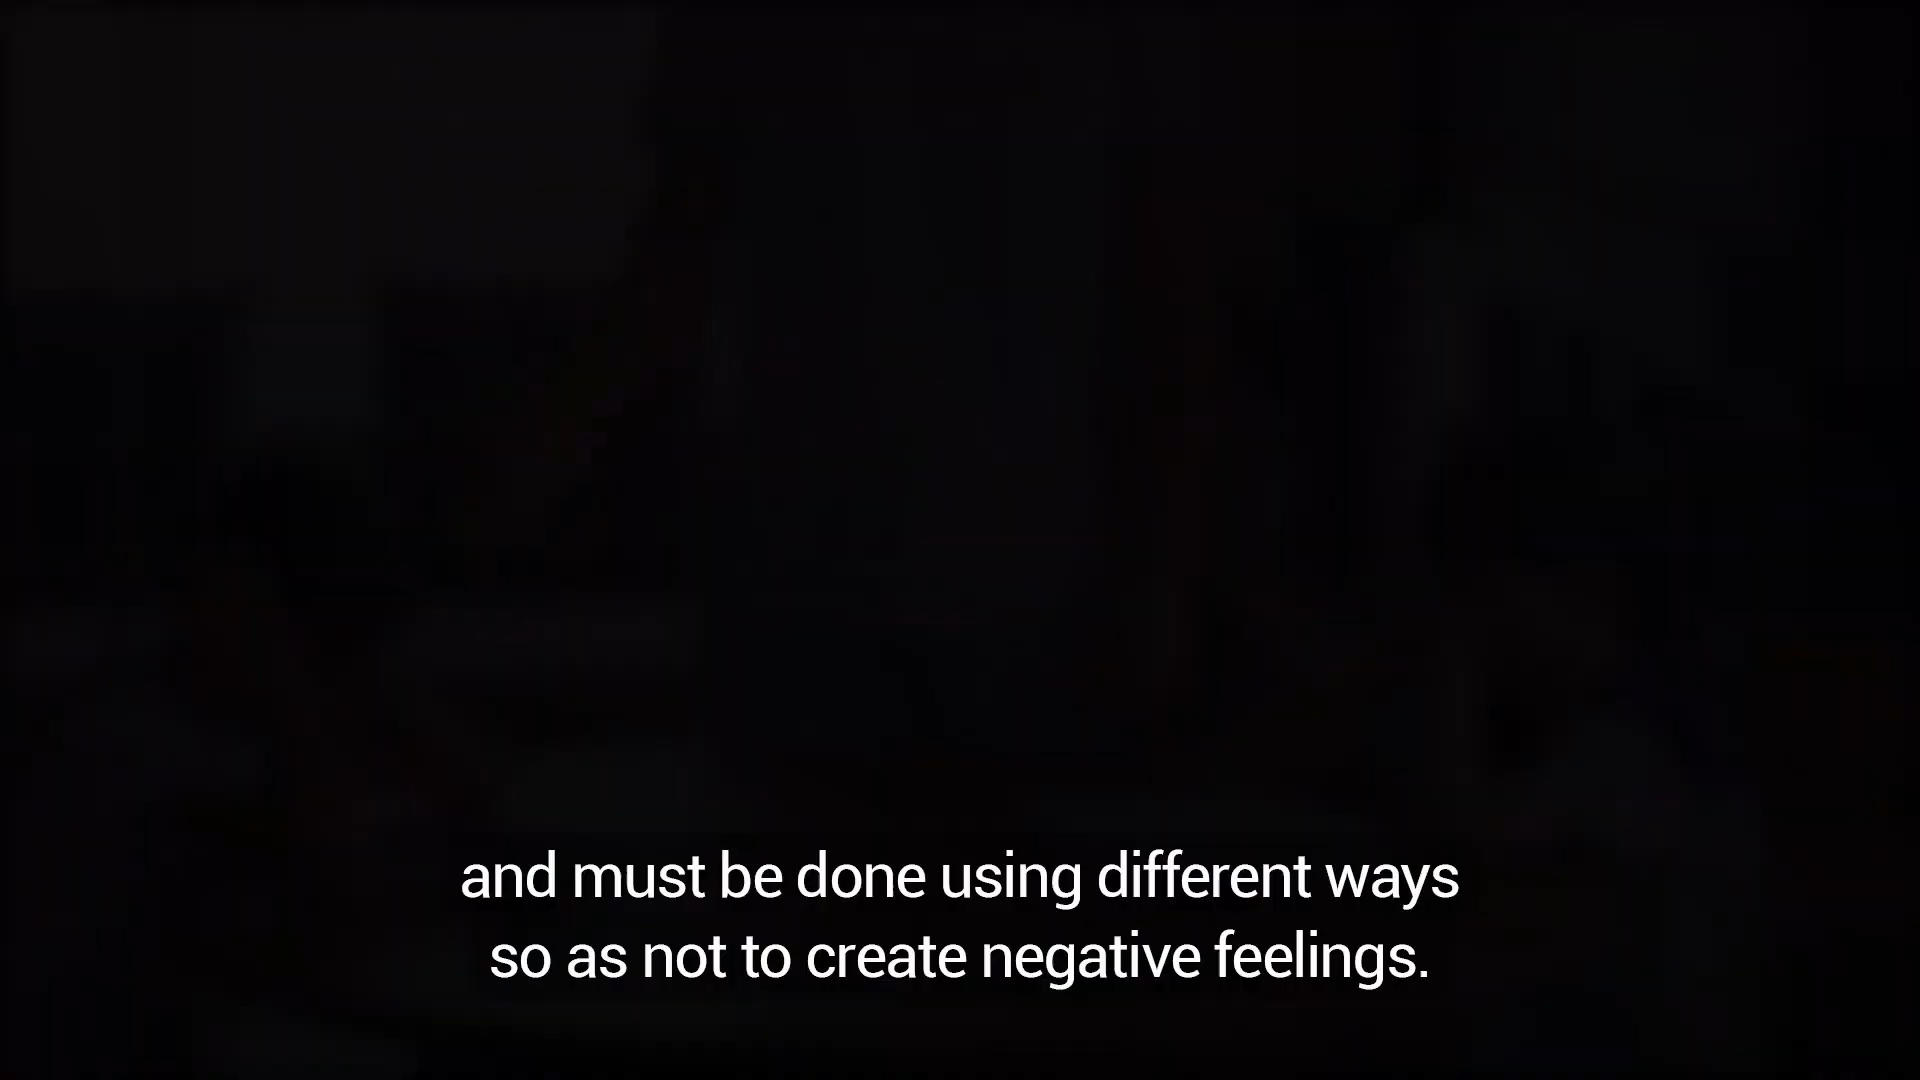 and must be done using different ways
so as not to create negative feelings.